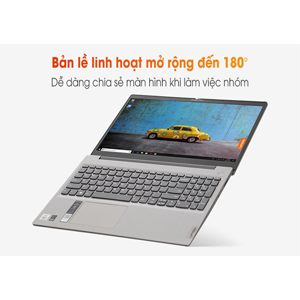 Bản lề linh hoạt mở rộng đến 180°
Dễ dàng chia sẻ màn hình khi làm việc nhóm